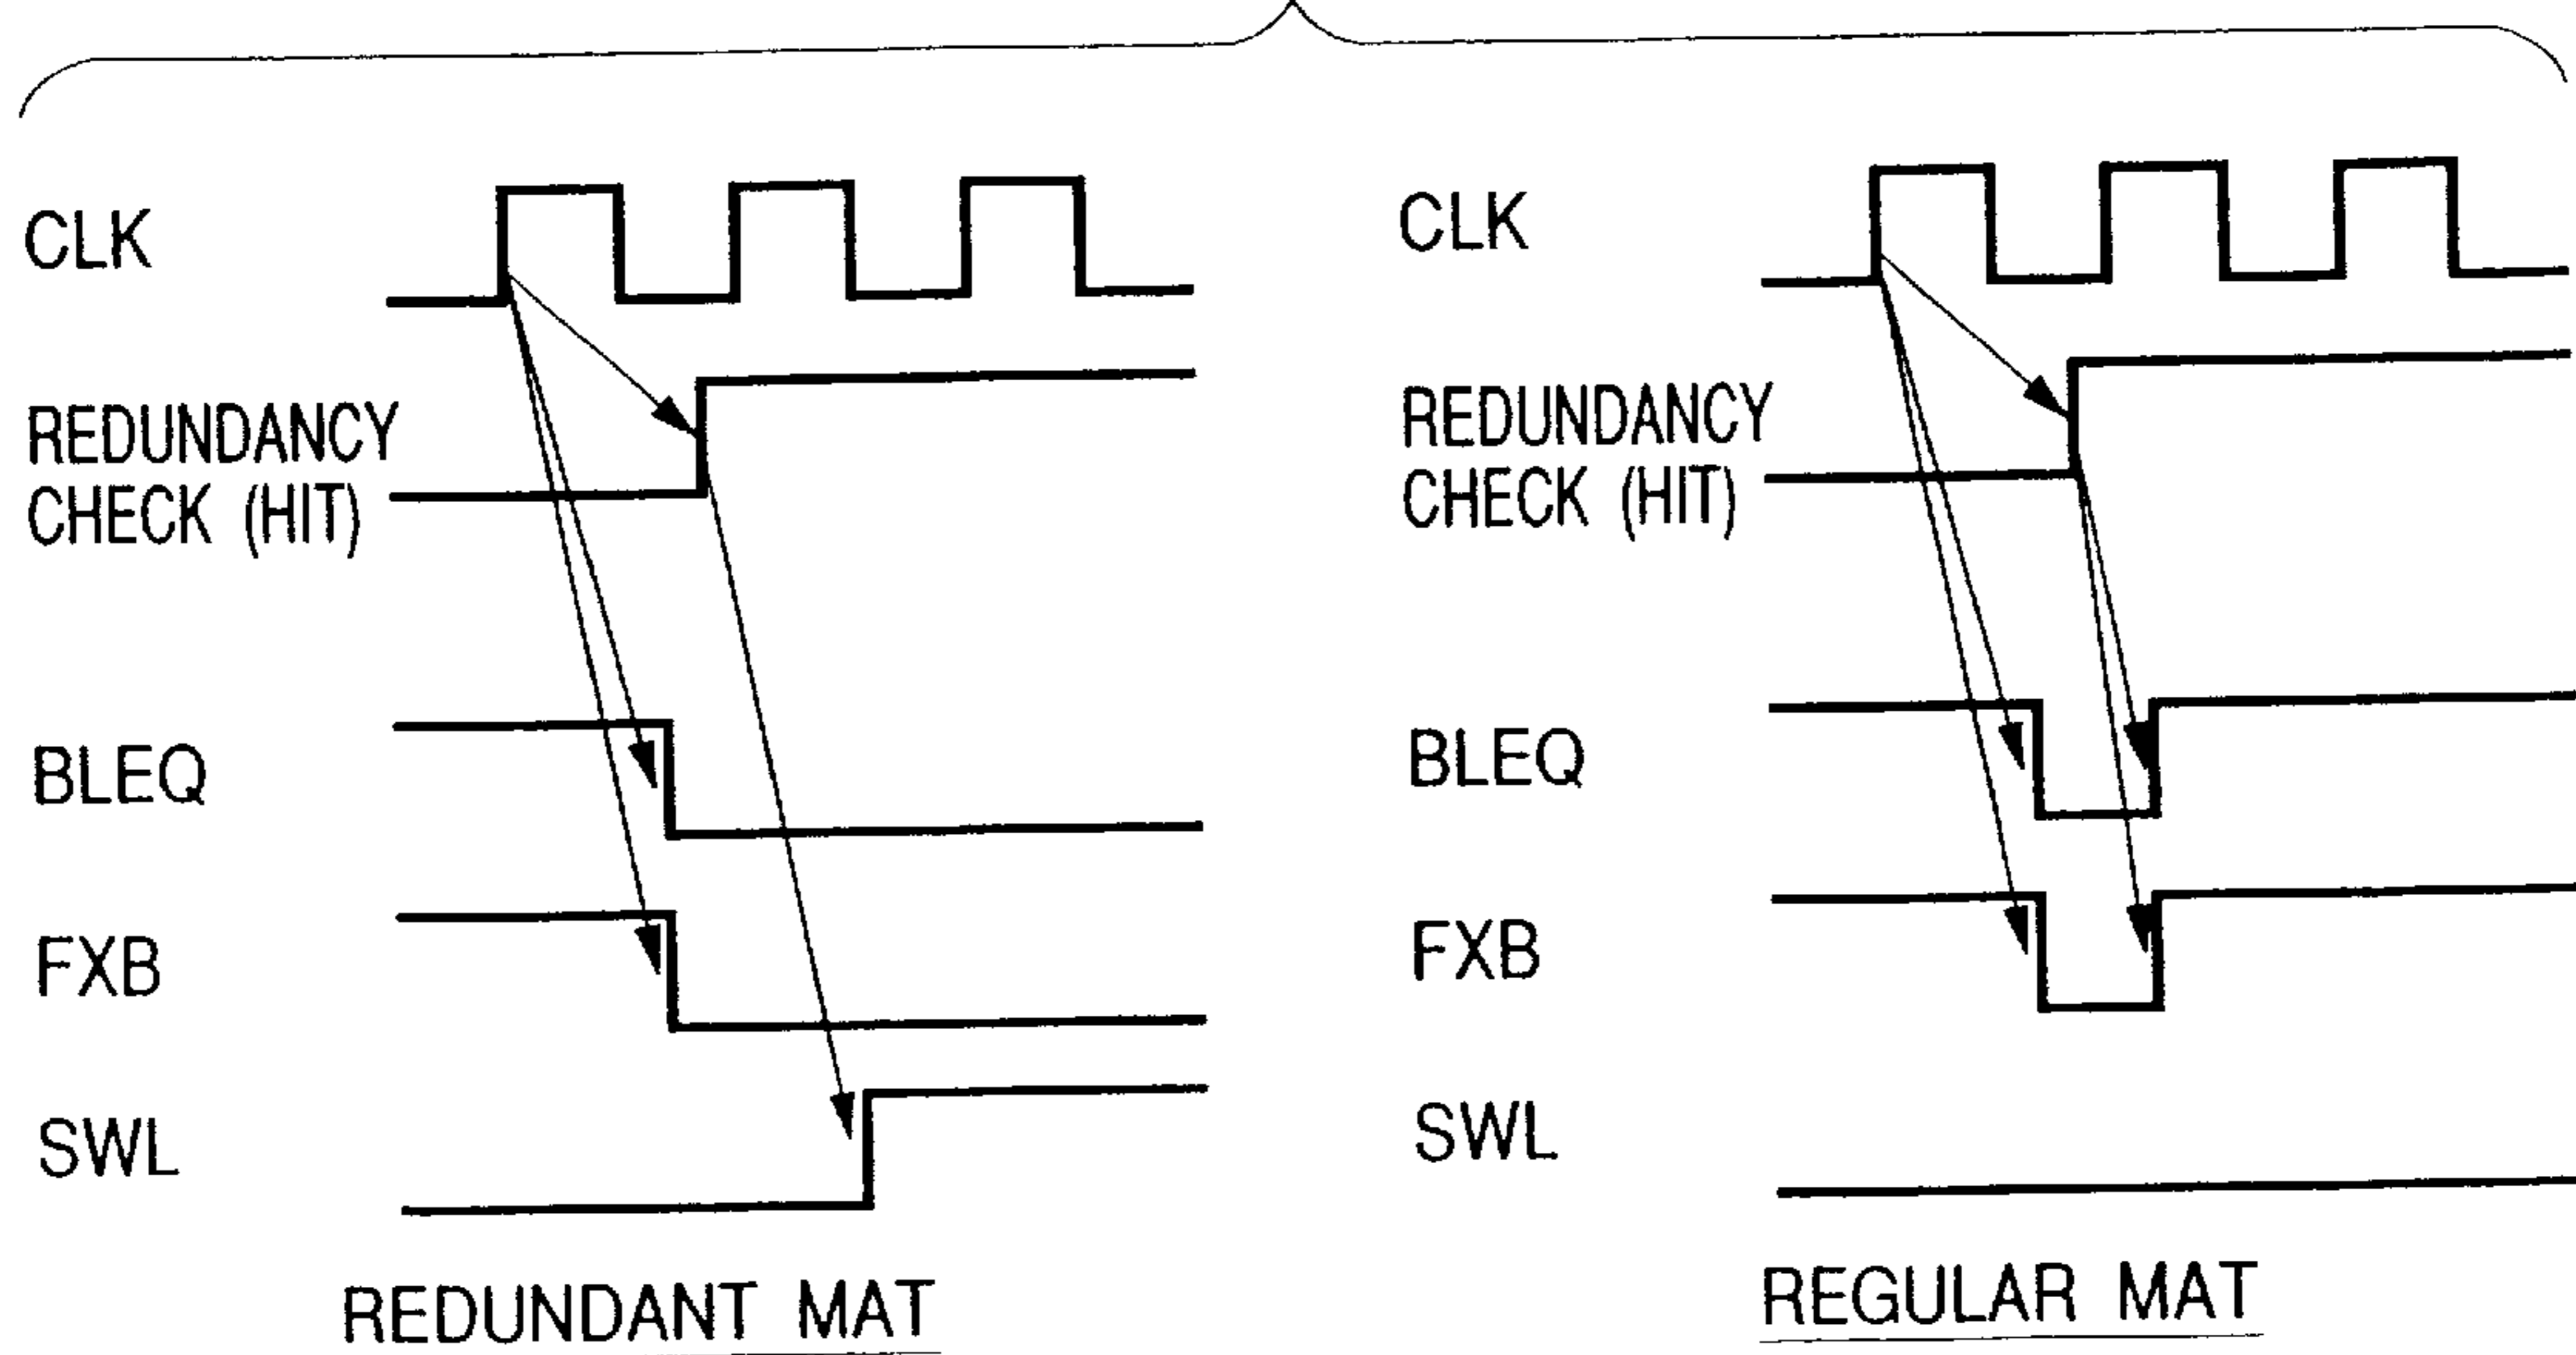 CLK
REDUNDANCY
CHECK (HIT)
BLEQ
FXB
SWL
REDUNDANT MAT
CLK
REDUNDANCY
CHECK (HIT)
BLEQ
FXB
SWL
REGULAR MAT